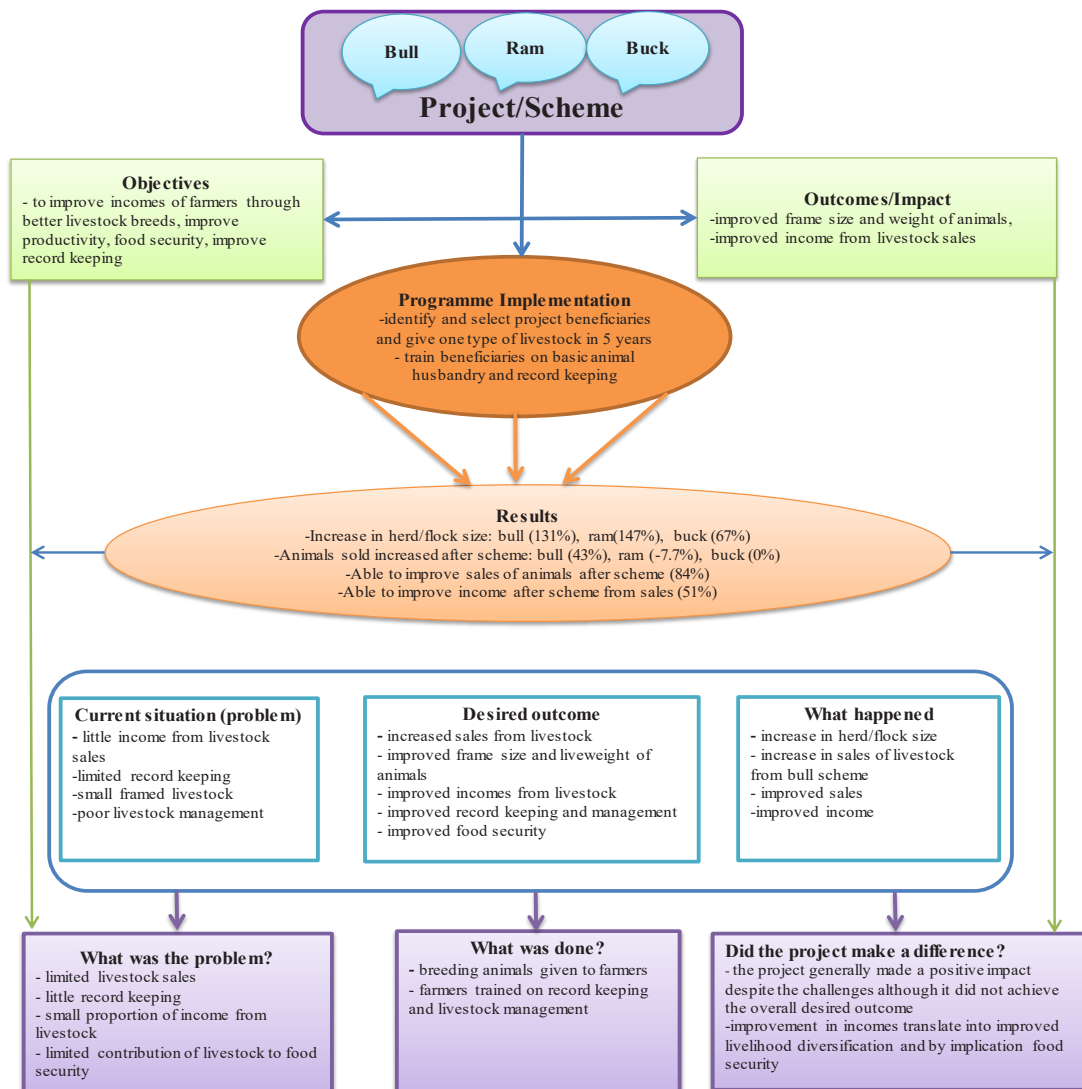 Bull
Ram
Buck
Project/Scheme
Objectives
- to improve incomes of farmers through
better livestock breeds, improve
productivity, food security, improve
record keeping
Outcomes/Impact
-improved frame size and weight of animals,
-improved income from livestock sales
Programme Implementation
-identify and select project beneficiaries
and give one type of livestock in 5 years
- train beneficiaries on basic animal
husbandry and record keeping
Results
-Increase in herd/flock size: bull (131%), ram(147%), buck (67%)
-Animals sold increased after scheme: bull (43%), ram (-7.7%), buck (0%)
-Able to improve sales of animals after scheme (84%)
-Able to improve income after scheme from sales (51%)
Current situation (problem)
- little income from livestock
sales
-limited record keeping
-small framed livestock
-poor livestock management
Desired outcome
- increased sales from livestock
- improved frame size and liveweight of
animals
- improved incomes from livestock
- improved record keeping and management
- improved food security
What happened
- increase in herd/flock size
- increase in sales of livestock
from bull scheme
- improved sales
-improved income
What was the problem?
- limited livestock sales
- little record keeping
- small proportion of income from
livestock
- limited contribution of livestock to food
security
What was done?
- breeding animals given to farmers
- farmers trained on record keeping
and livestock management
Did the project make a difference?
- the project generally made a positive impact
despite the challenges although it did not achieve
the overall desired outcome
-improvement in incomes translate into improved
livelihood diversification and by implication food
security